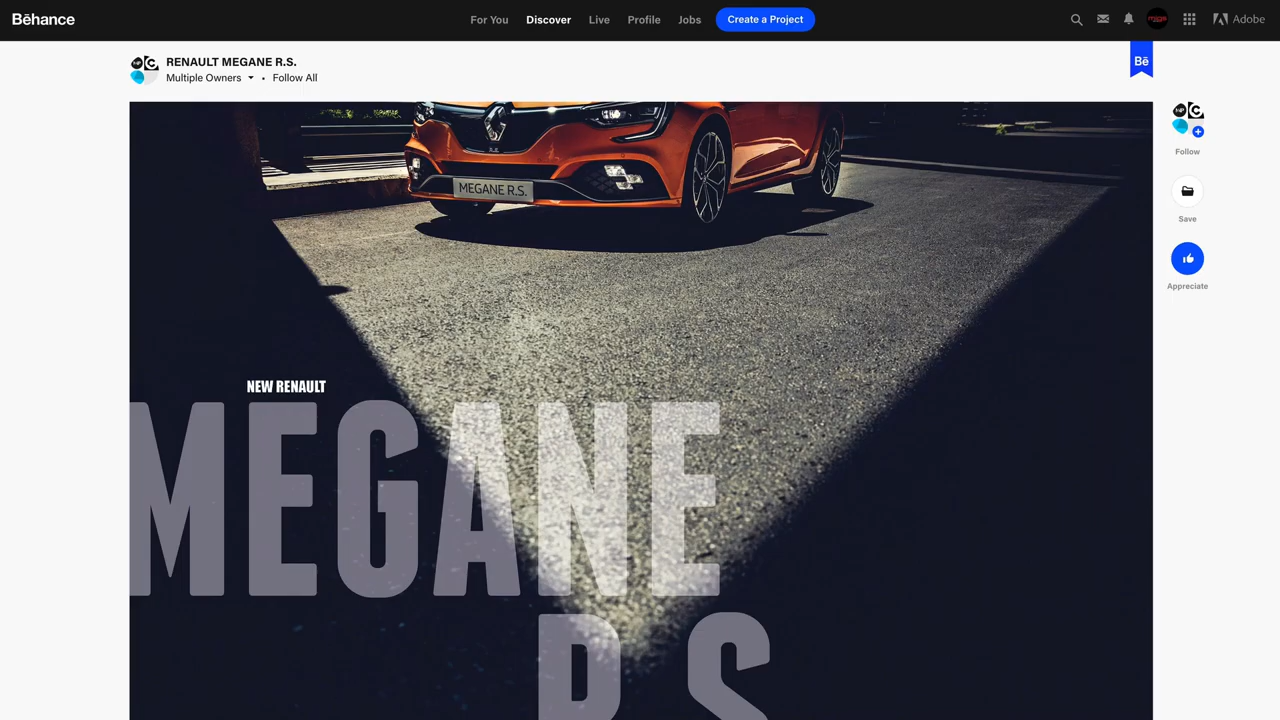 Bēhance
For You Discover Live Profile Jobs Create a Project
Adobe
RENAULT MEGANE R.S.
Multiple Owners • Follow All
Bē
Follow
Save
Appreciate
MEGANE R.S.
NEW RENAULT
MEGANE
R.S